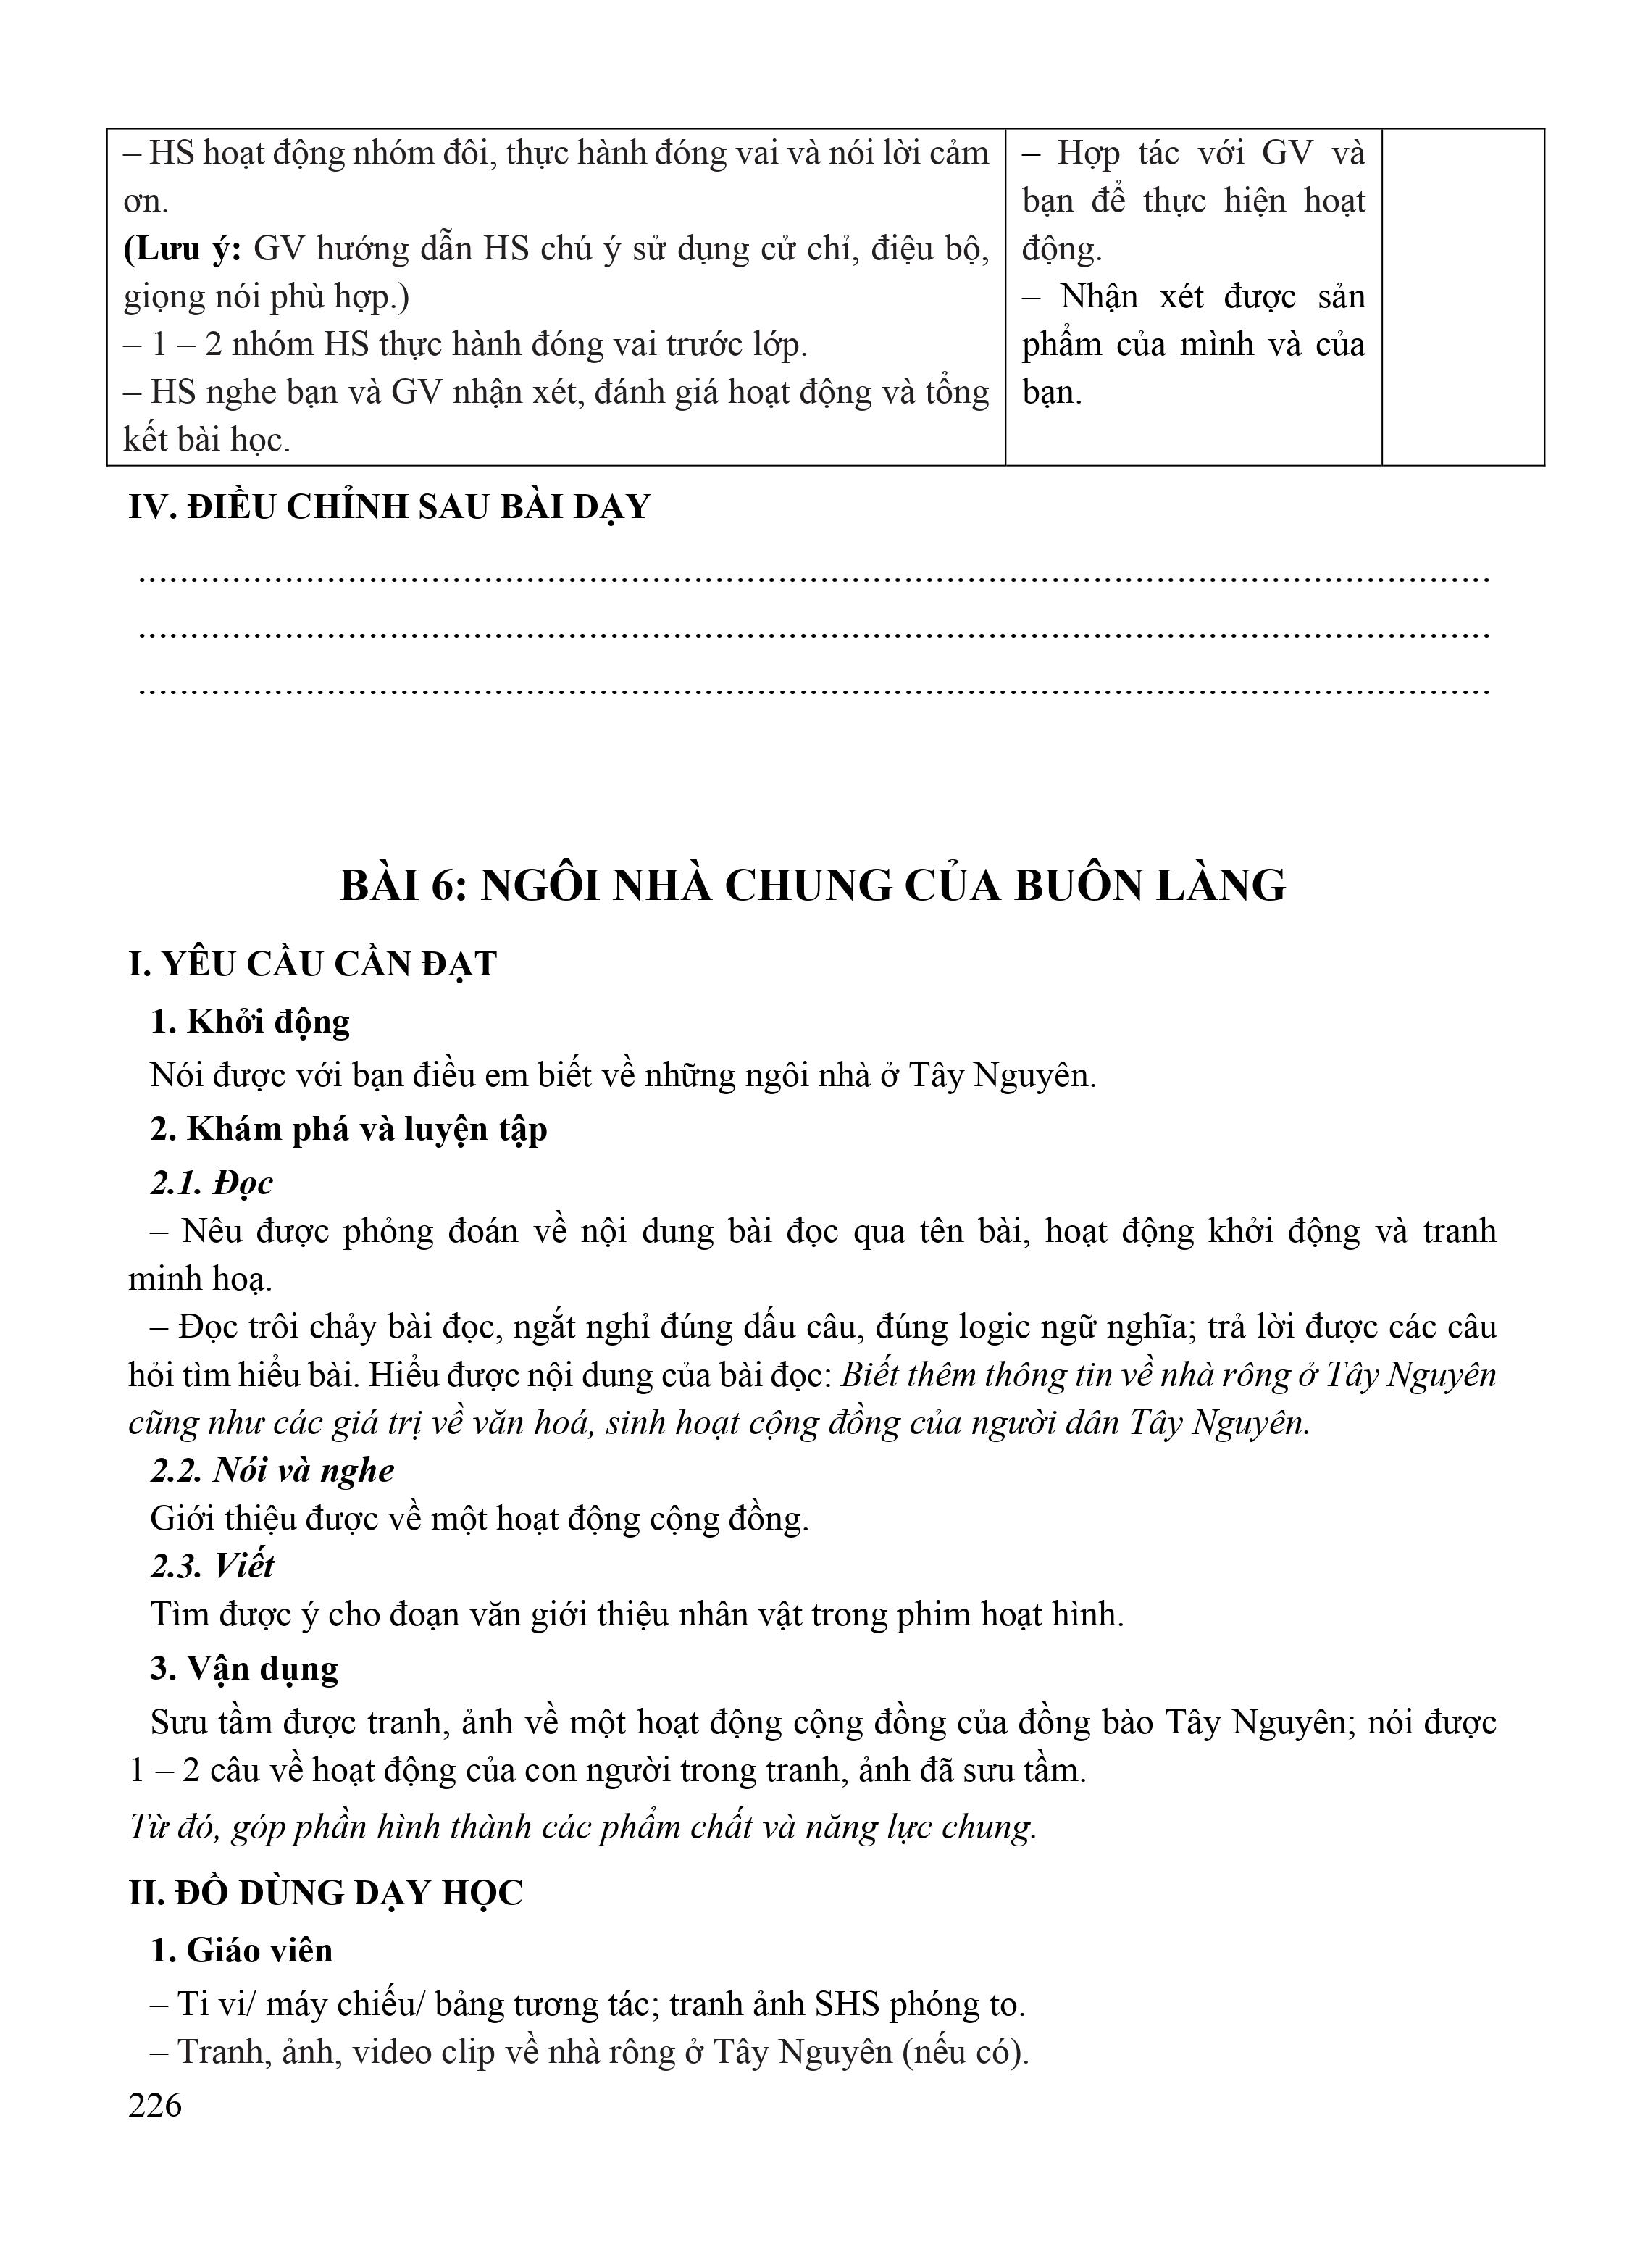 – HS hoạt động nhóm đôi, thực hành đóng vai và nói lời cảm
ơn.
(Lưu ý: GV hướng dẫn HS chú ý sử dụng cử chỉ, điệu bộ,
giọng nói phù hợp.)
– 1 – 2 nhóm HS thực hành đóng vai trước lớp.
– HS nghe bạn và GV nhận xét, đánh giá hoạt động và tổng
kết bài học.
– Hợp tác với GV và
bạn để thực hiện hoạt
động.
– Nhận xét được sản
phẩm của mình và của
bạn.
IV. ĐIỀU CHỈNH SAU BÀI DẠY
....................................................................................................................................
....................................................................................................................................
....................................................................................................................................
BÀI 6: NGÔI NHÀ CHUNG CỦA BUÔN LÀNG
I. YÊU CẦU CẦN ĐẠT
1. Khởi động
Nói được với bạn điều em biết về những ngôi nhà ở Tây Nguyên.
2. Khám phá và luyện tập
2.1. Đọc
– Nêu được phỏng đoán về nội dung bài đọc qua tên bài, hoạt động khởi động và tranh
minh hoạ.
– Đọc trôi chảy bài đọc, ngắt nghỉ đúng dấu câu, đúng logic ngữ nghĩa; trả lời được các câu
hỏi tìm hiểu bài. Hiểu được nội dung của bài đọc: Biết thêm thông tin về nhà rông ở Tây Nguyên
cũng như các giá trị về văn hoá, sinh hoạt cộng đồng của người dân Tây Nguyên.
2.2. Nói và nghe
Giới thiệu được về một hoạt động cộng đồng.
2.3. Viết
Tìm được ý cho đoạn văn giới thiệu nhân vật trong phim hoạt hình.
3. Vận dụng
Sưu tầm được tranh, ảnh về một hoạt động cộng đồng của đồng bào Tây Nguyên; nói được
1 – 2 câu về hoạt động của con người trong tranh, ảnh đã sưu tầm.
Từ đó, góp phần hình thành các phẩm chất và năng lực chung.
II. ĐỒ DÙNG DẠY HỌC
1. Giáo viên
– Ti vi/ máy chiếu/ bảng tương tác; tranh ảnh SHS phóng to.
– Tranh, ảnh, video clip về nhà rông ở Tây Nguyên (nếu có).
226